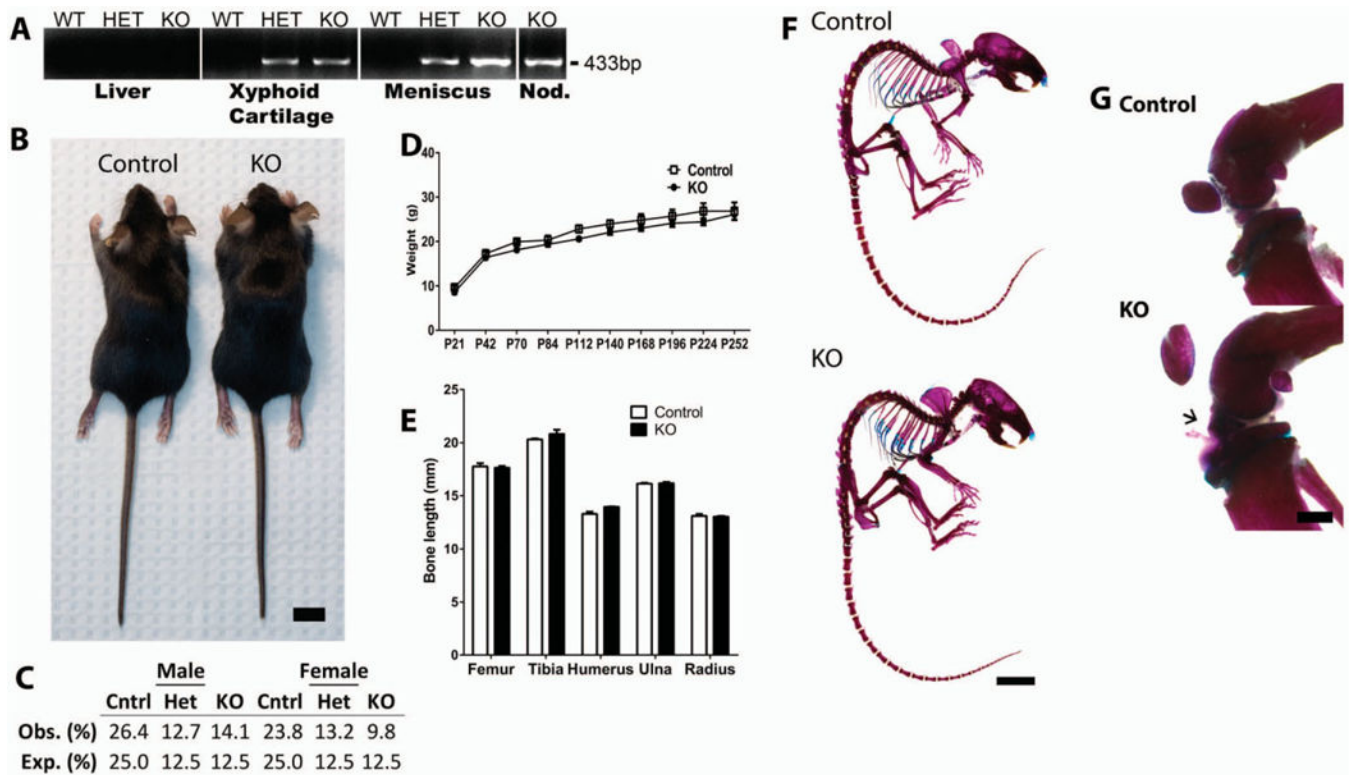 A
WT HET KO WT HET KO WT HET KO KO
433bp
Liver Xyphoid Cartilage Meniscus Nod.
B
Control KO
C
Male Female
Cntrl Het KO Cntrl Het KO
Obs. (%) 26.4 12.7 14.1 23.8 13.2 9.8
Exp. (%) 25.0 12.5 12.5 25.0 12.5 12.5
D
Weight (g)
40
30
20
10
0
Control
KO
P21 P42 P70 P84 P112 P140 P168 P196 P224 P252
E
Bone length (mm)
25
20
15
10
5
0
Control
KO
Femur Tibia Humerus Ulna Radius
F
Control
KO
G
Control
KO